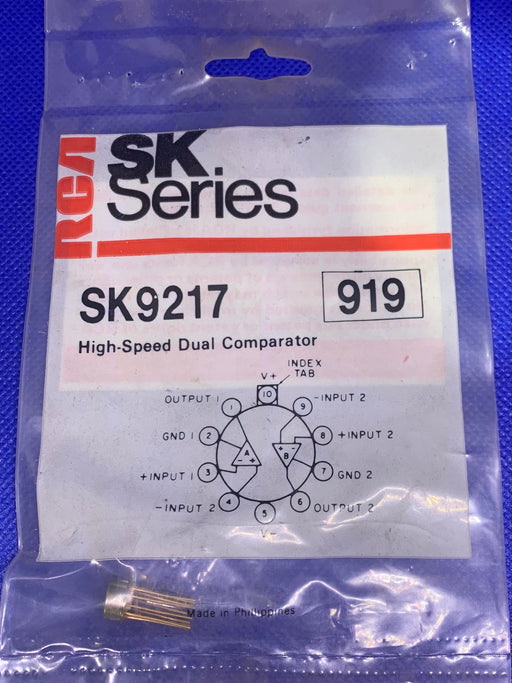 RCA
SK
Series
SK9217
919
High-Speed Dual Comparator
INDEX
TAB
V+
10
OUTPUT 1
1
9
-INPUT 2
GND 1
2
8
+INPUT 2
A
- +
+ -
B
+INPUT 1
3
7
GND 2
-INPUT 2
4
6
OUTPUT 2
5
V-
Made in Phillippines